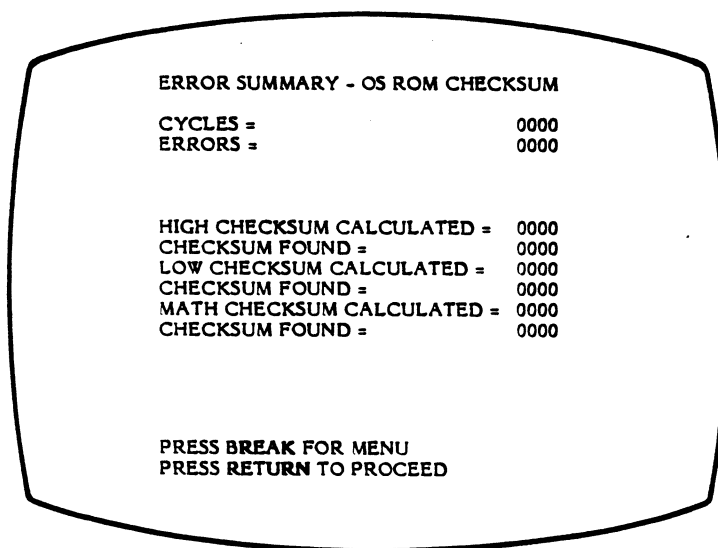 ERROR SUMMARY - OS ROM CHECKSUM
CYCLES = 0000
ERRORS = 0000
HIGH CHECKSUM CALCULATED = 0000
CHECKSUM FOUND = 0000
LOW CHECKSUM CALCULATED = 0000
CHECKSUM FOUND = 0000
MATH CHECKSUM CALCULATED = 0000
CHECKSUM FOUND = 0000
PRESS BREAK FOR MENU
PRESS RETURN TO PROCEED